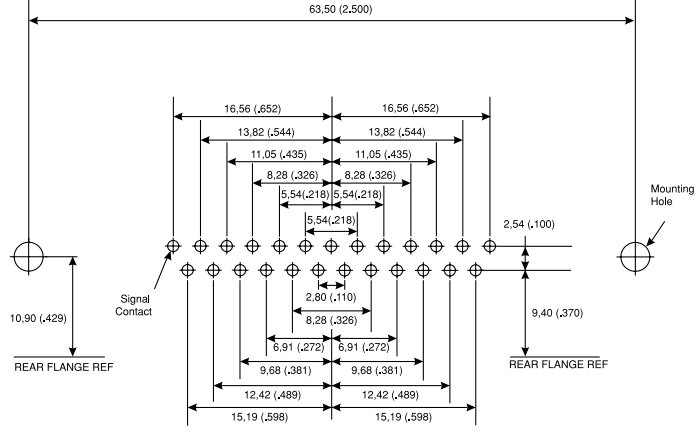 63,50 (2.500)
16,56 (.652) 16,56 (.652)
13,82 (.544) 13,82 (.544)
11,05 (.435) 11,05 (.435)
8,28 (.326) 8,28 (.326)
5,54(.218) 5,54(.218)
5,54(.218)
Mounting
Hole
2,54 (.100)
Signal
Contact
2,80 (.110)
10,90 (.429)
8,28 (.326)
9,40 (.370)
6,91 (.272) 6,91 (.272)
REAR FLANGE REF
9,68 (.381) 9,68 (.381)
REAR FLANGE REF
12,42 (.489) 12,42 (.489)
15,19 (.598) 15,19 (.598)